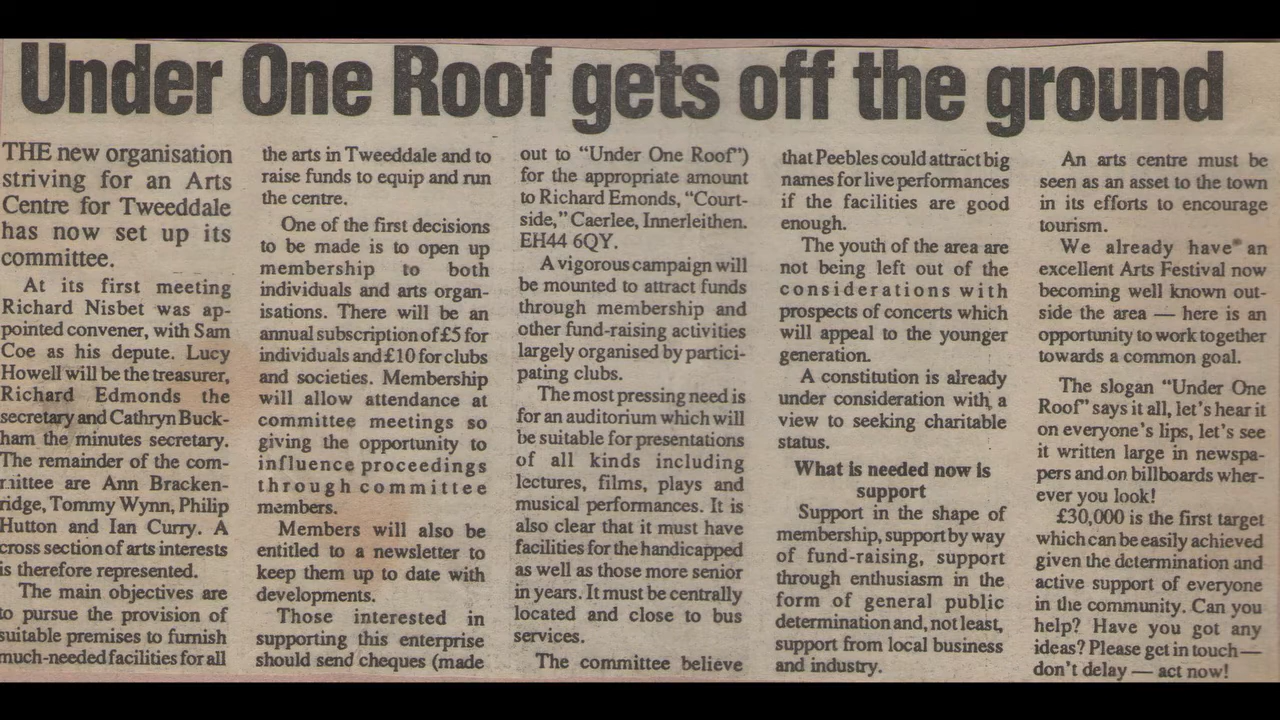 Under One Roof gets off the ground
THE new organisation
striving for an Arts
Centre for Tweeddale
has now set up its
committee.
At its first meeting
Richard Nisbet was ap-
pointed convener, with Sam
Coe as his depute. Lucy
Howell will be the treasurer,
Richard Edmonds the
secretary and Cathryn Buck-
ham the minutes secretary.
The remainder of the com-
mittee are Ann Bracken-
ridge, Tommy Wynn, Philip
Hutton and Ian Curry. A
cross section of arts interests
is therefore represented.
The main objectives are
to pursue the provision of
suitable premises to furnish
much-needed facilities for all
the arts in Tweeddale and to
raise funds to equip and run
the centre.
One of the first decisions
to be made is to open up
membership to both
individuals and arts organ-
isations. There will be an
annual subscription of £5 for
individuals and £10 for clubs
and societies. Membership
will allow attendance at
committee meetings so
giving the opportunity to
influence proceedings
through committee
members.
Members will also be
entitled to a newsletter to
keep them up to date with
developments.
Those interested in
supporting this enterprise
should send cheques (made
out to “Under One Roof”)
for the appropriate amount
to Richard Emonds, “Court-
side,” Caerlee, Innerleithen.
EH44 6QY.
A vigorous campaign will
be mounted to attract funds
through membership and
other fund-raising activities
largely organised by partici-
pating clubs.
The most pressing need is
for an auditorium which will
be suitable for presentations
of all kinds including
lectures, films, plays and
musical performances. It is
also clear that it must have
facilities for the handicapped
as well as those more senior
in years. It must be centrally
located and close to bus
services.
The committee believe
that Peebles could attract big
names for live performances
if the facilities are good
enough.
The youth of the area are
not being left out of the
considerations with
prospects of concerts which
will appeal to the younger
generation.
A constitution is already
under consideration with a
view to seeking charitable
status.
What is needed now is
support
Support in the shape of
membership, support by way
of fund-raising, support
through enthusiasm in the
form of general public
determination and, not least,
support from local business
and industry.
An arts centre must be
seen as an asset to the town
in its efforts to encourage
tourism.
We already have an
excellent Arts Festival now
becoming well known out-
side the area — here is an
opportunity to work together
towards a common goal.
The slogan “Under One
Roof” says it all, let’s hear it
on everyone’s lips, let’s see
it written large in newspa-
pers and on billboards wher-
ever you look!
£30,000 is the first target
which can be easily achieved
given the determination and
active support of everyone
in the community. Can you
help? Have you got any
ideas? Please get in touch —
don’t delay — act now!